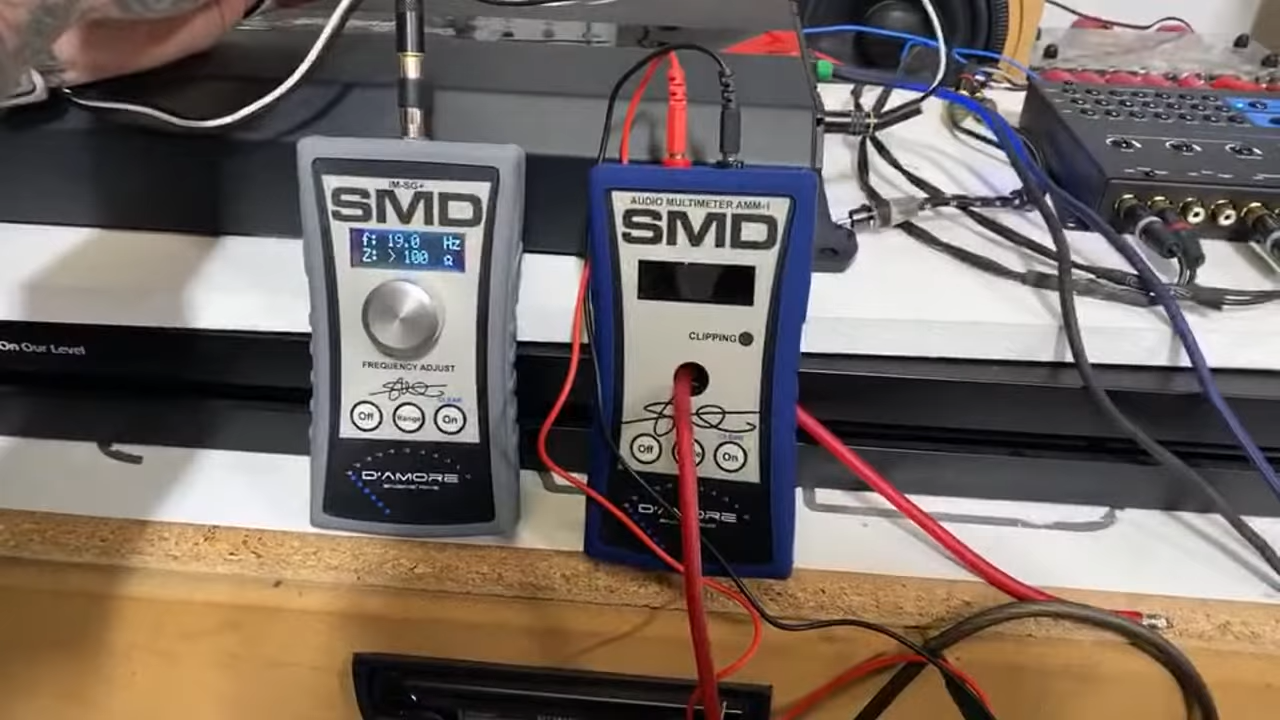 IM-SG+
SMD
f: 19.0 Hz
Z: > 100 Ω
FREQUENCY ADJUST
CLEAR
Off Range On
D'AMORE
AUDIO MULTIMETER AMM-1
SMD
CLIPPING
Off On
D'AMORE
On Our Level